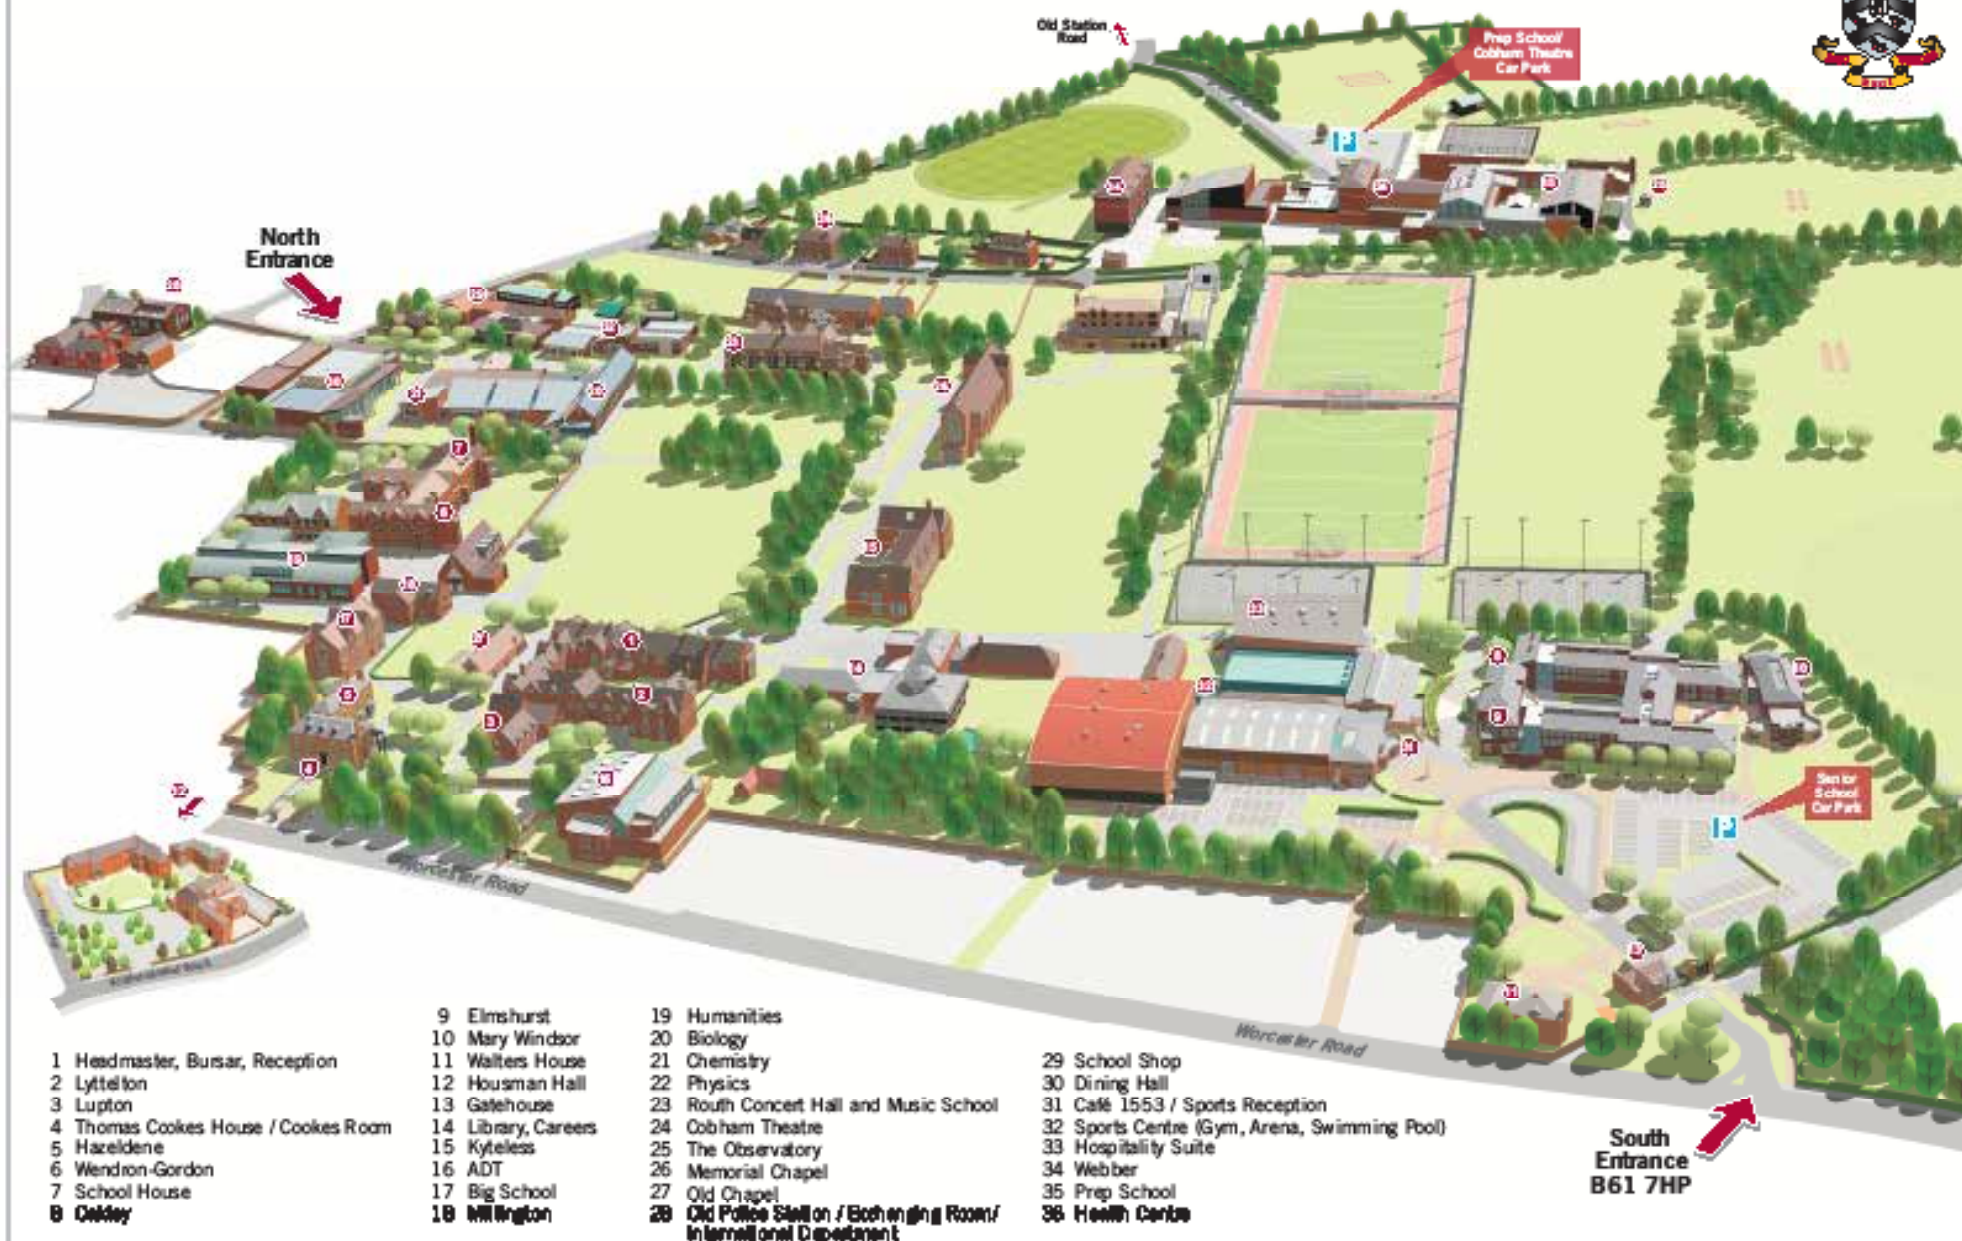 Old Station
Road
Prep School/
Cobham Theatre
Car Park
North
Entrance
Senior
School
Car Park
Worcester Road
Worcester Road
South
Entrance
B61 7HP
1 Headmaster, Bursar, Reception
2 Lyttelton
3 Lupton
4 Thomas Cookes House / Cookes Room
5 Hazeldene
6 Wendron-Gordon
7 School House
8 Oakley
9 Elmshurst
10 Mary Windsor
11 Walters House
12 Housman Hall
13 Gatehouse
14 Library, Careers
15 Kyteless
16 ADT
17 Big School
18 Millington
19 Humanities
20 Biology
21 Chemistry
22 Physics
23 Routh Concert Hall and Music School
24 Cobham Theatre
25 The Observatory
26 Memorial Chapel
27 Old Chapel
28 Old Police Station / Exchanging Room/
International Department
29 School Shop
30 Dining Hall
31 Café 1553 / Sports Reception
32 Sports Centre (Gym, Arena, Swimming Pool)
33 Hospitality Suite
34 Webber
35 Prep School
36 Health Centre